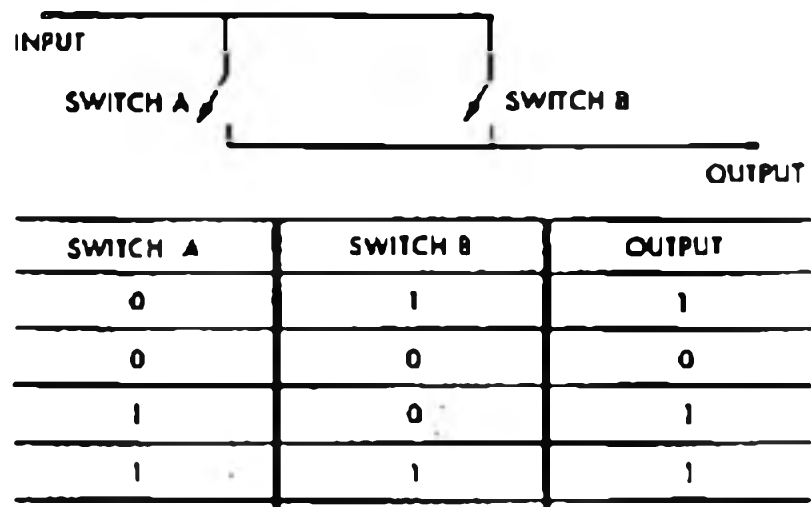 INPUT
SWITCH A
SWITCH B
OUTPUT
SWITCH A SWITCH B OUTPUT
0 1 1
0 0 0
1 0 1
1 1 1